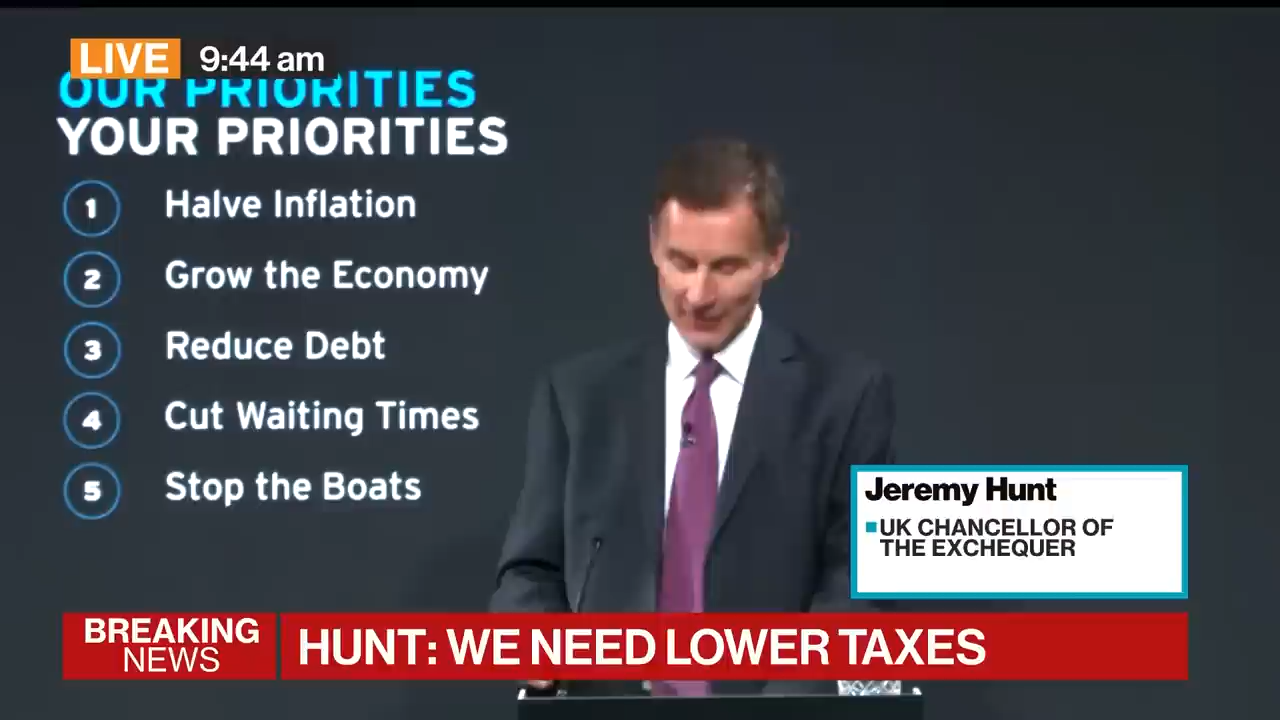 LIVE 9:44 am
OUR PRIORITIES
YOUR PRIORITIES
1 Halve Inflation
2 Grow the Economy
3 Reduce Debt
4 Cut Waiting Times
5 Stop the Boats
Jeremy Hunt
UK CHANCELLOR OF
THE EXCHEQUER
BREAKING
NEWS
HUNT: WE NEED LOWER TAXES